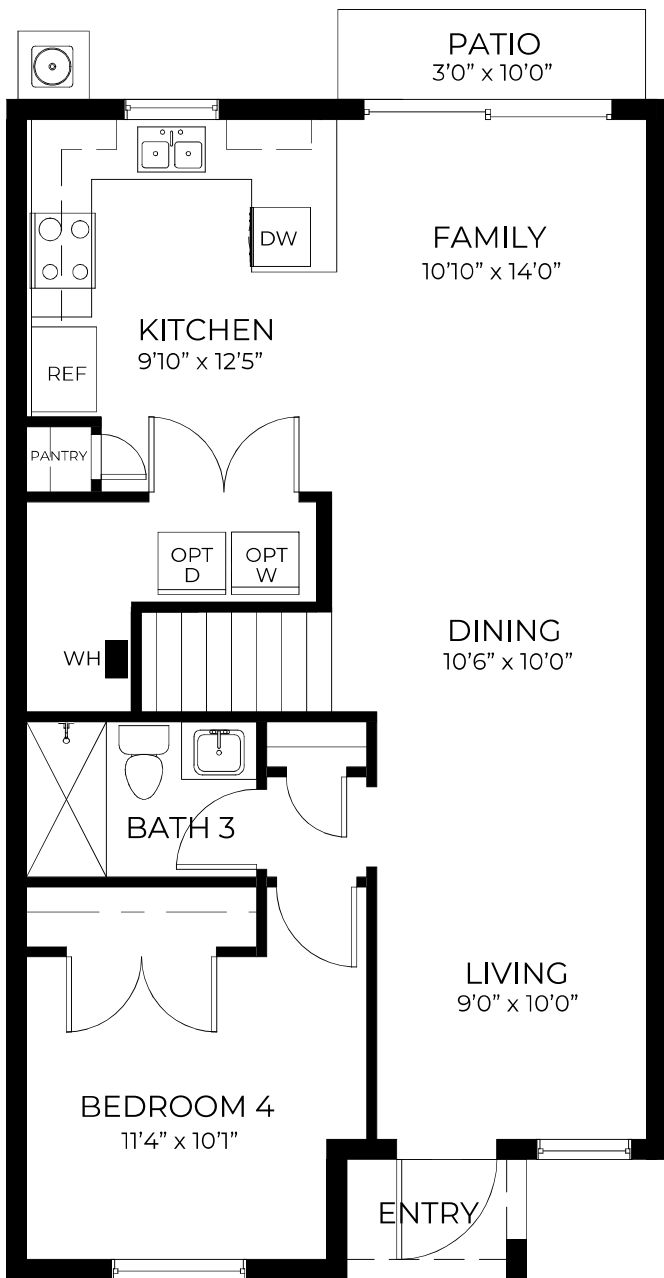 PATIO
3’0” x 10’0”
DW
FAMILY
10’10” x 14’0”
KITCHEN
9’10” x 12’5”
REF
PANTRY
OPT
D
OPT
W
DINING
10’6” x 10’0”
WH
BATH 3
LIVING
9’0” x 10’0”
BEDROOM 4
11’4” x 10’1”
ENTRY